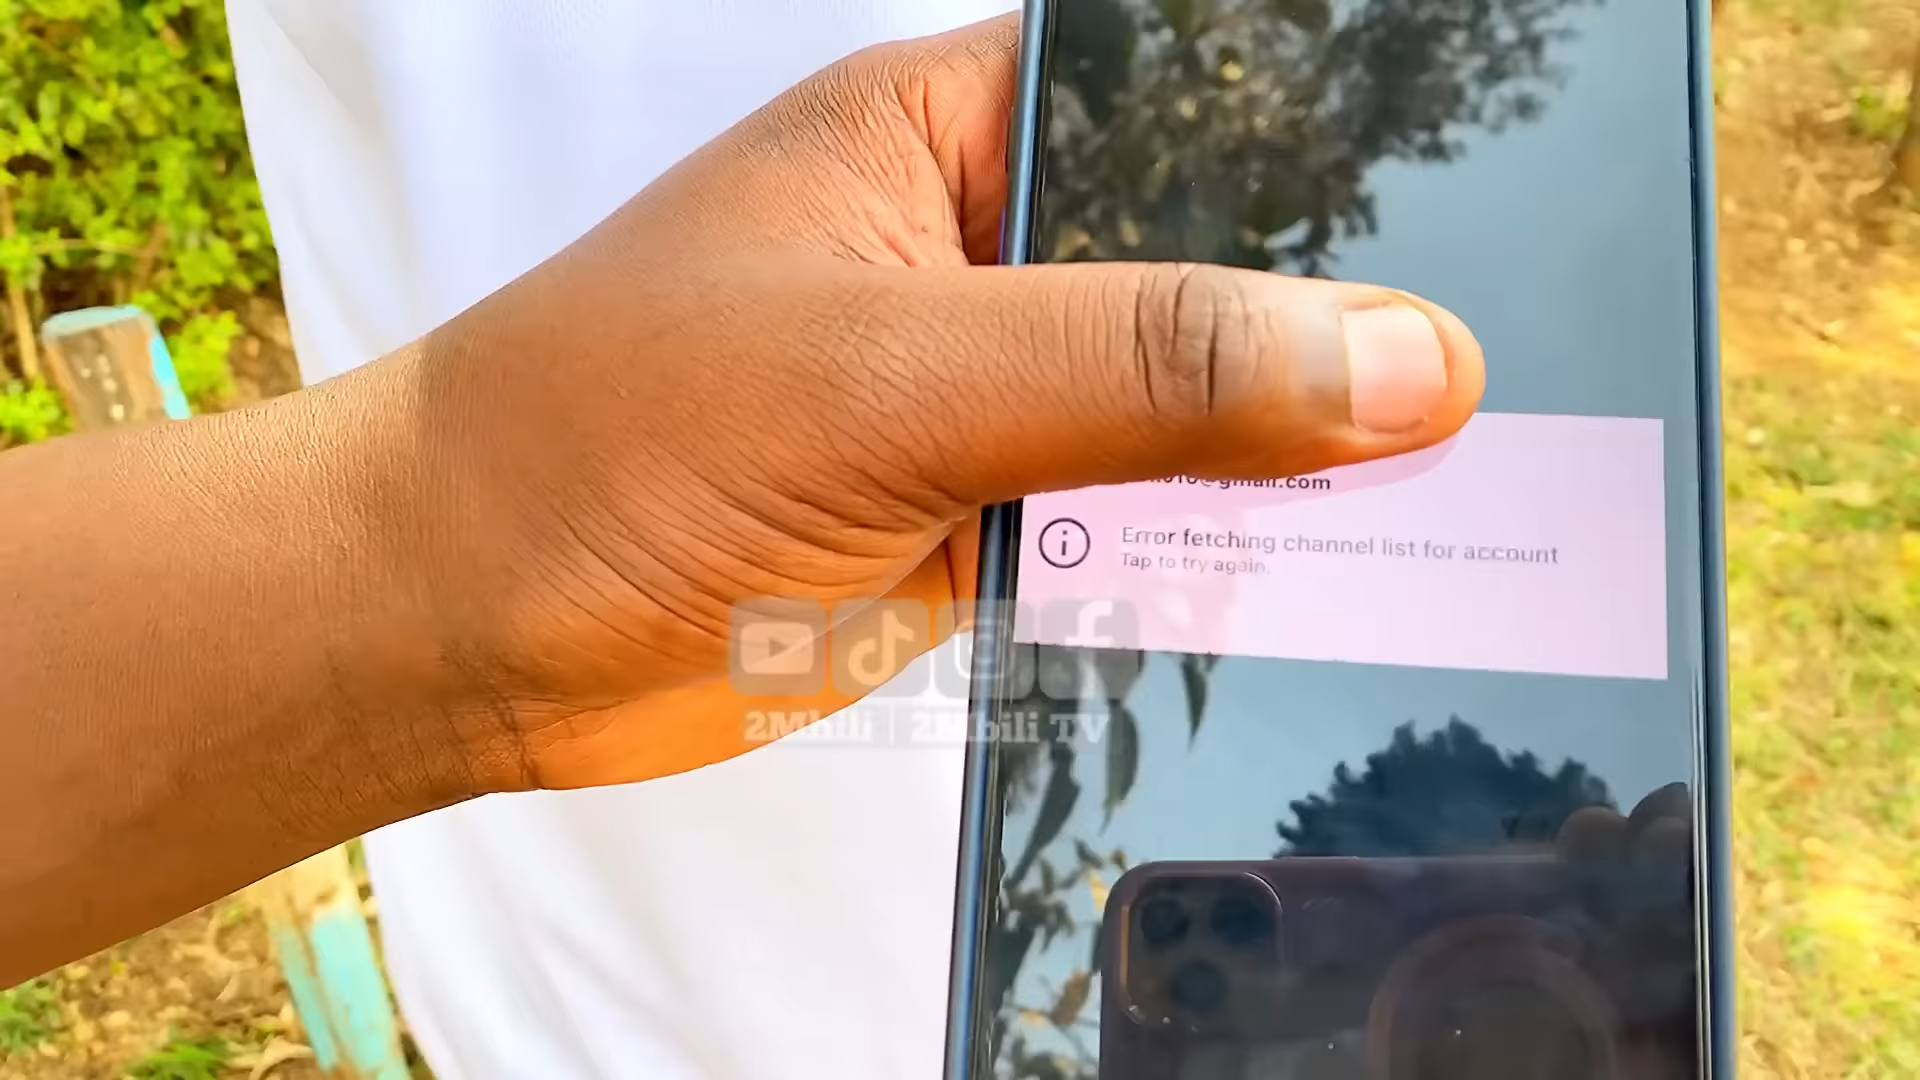 @gmail.com
Error fetching channel list for account
Tap to try again.
2Mbili | 2Mbili TV